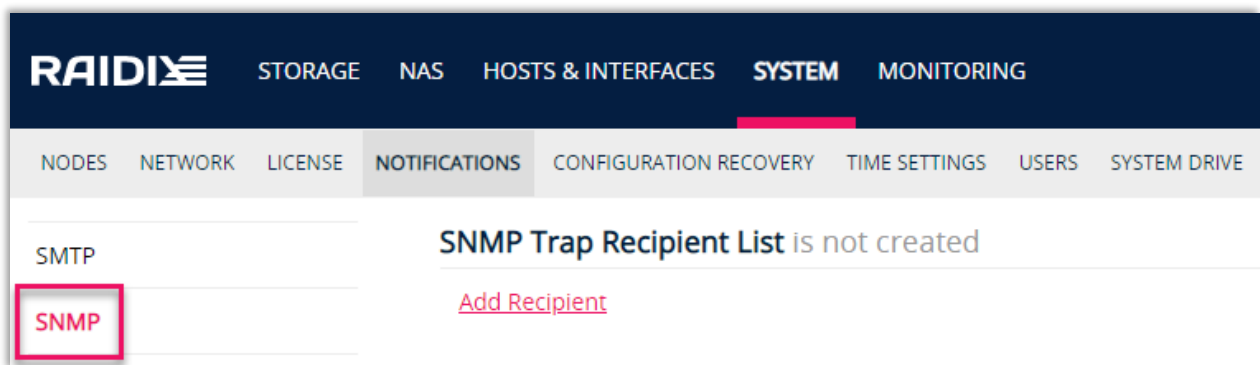 RAIDIX STORAGE NAS HOSTS & INTERFACES SYSTEM MONITORING
NODES NETWORK LICENSE NOTIFICATIONS CONFIGURATION RECOVERY TIME SETTINGS USERS SYSTEM DRIVE
SNMP Trap Recipient List is not created
SMTP
Add Recipient
SNMP